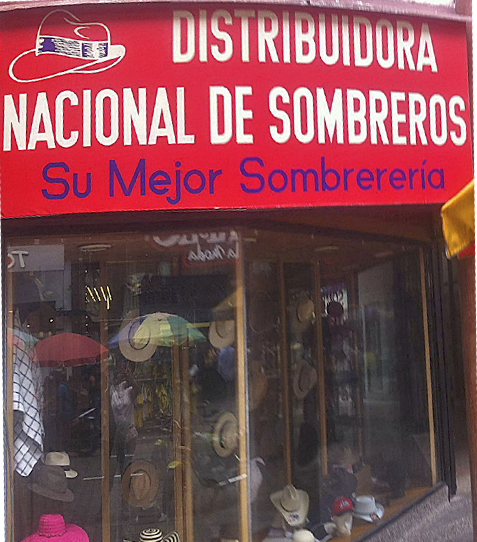 DISTRIBUIDORA
NACIONAL DE SOMBREROS
Su Mejor Sombrerería